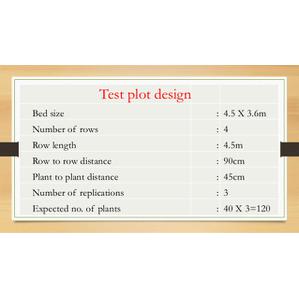 Test plot design
Bed size : 4.5 X 3.6m
Number of rows : 4
Row length : 4.5m
Row to row distance : 90cm
Plant to plant distance : 45cm
Number of replications : 3
Expected no. of plants : 40 X 3=120